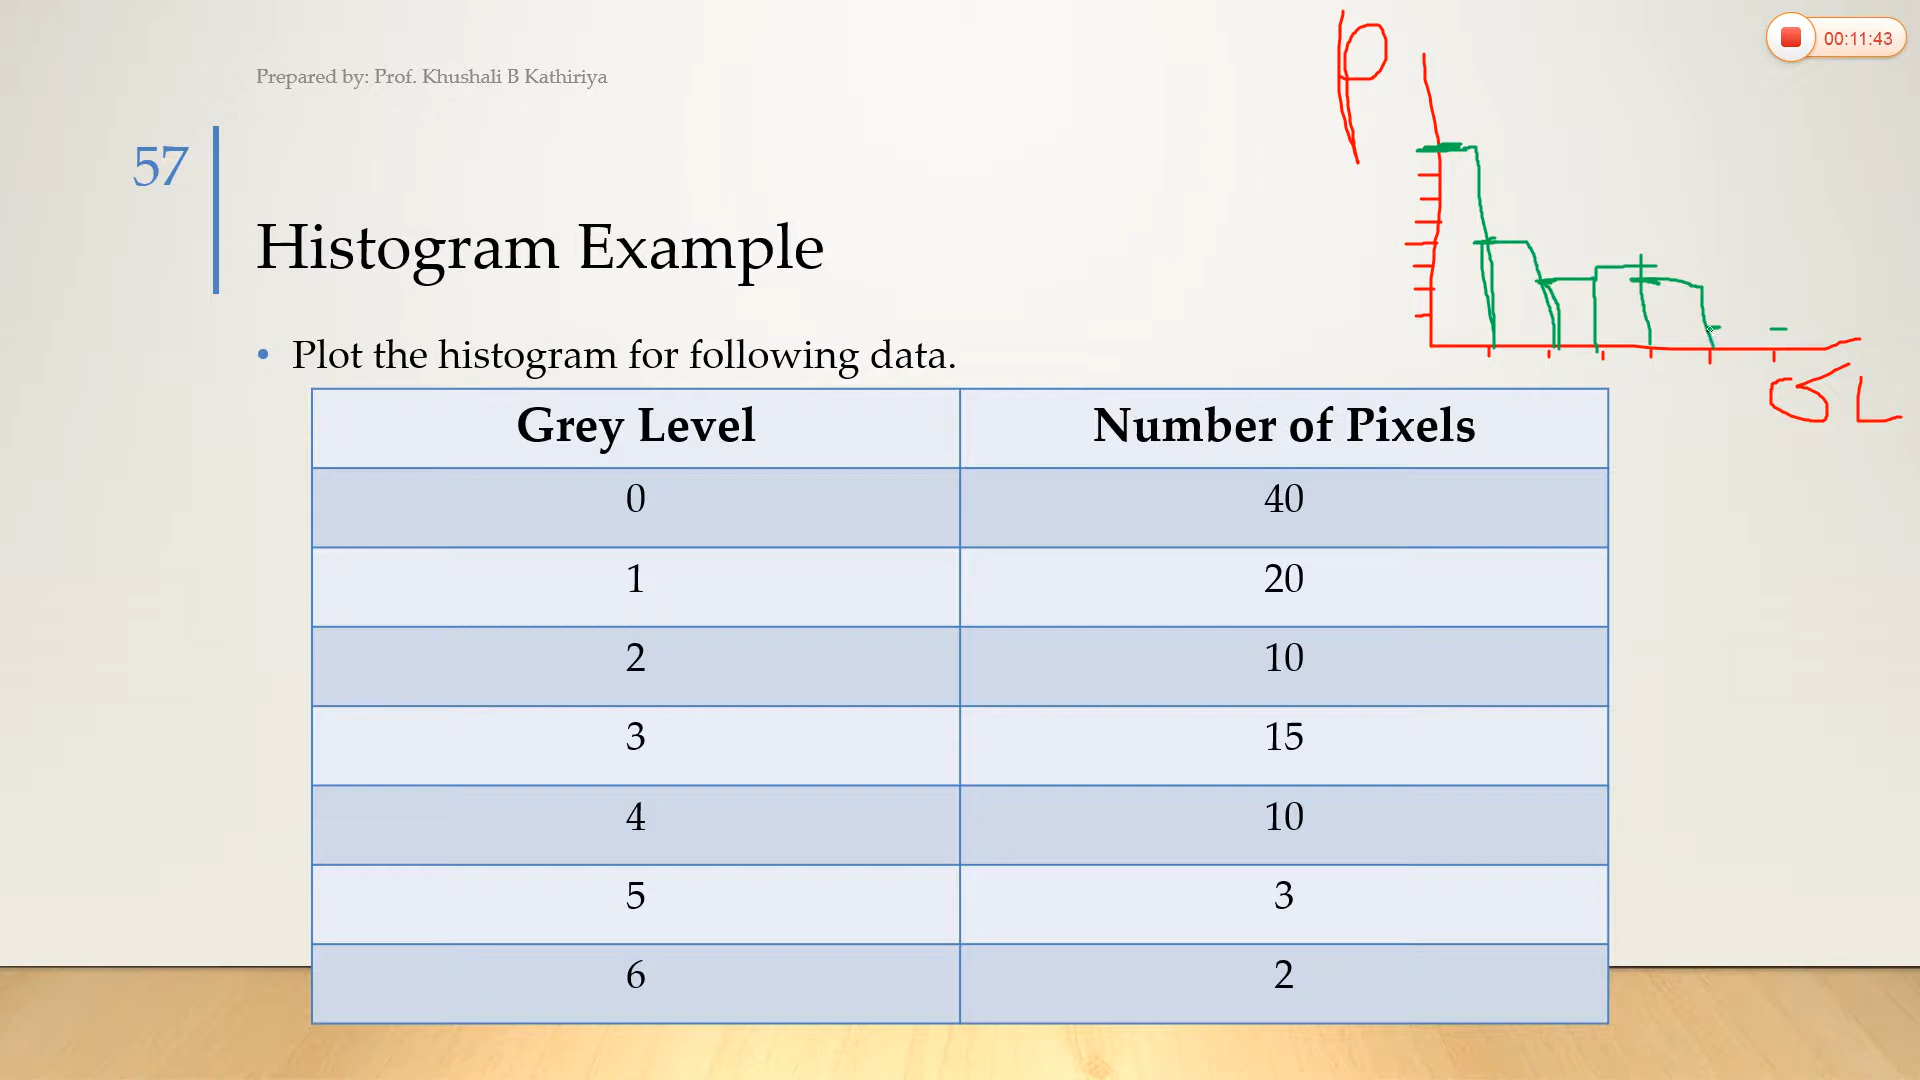 Prepared by: Prof. Khushali B Kathiriya
00:11:43
P
57
Histogram Example
• Plot the histogram for following data.
GL
Grey Level Number of Pixels
0 40
1 20
2 10
3 15
4 10
5 3
6 2